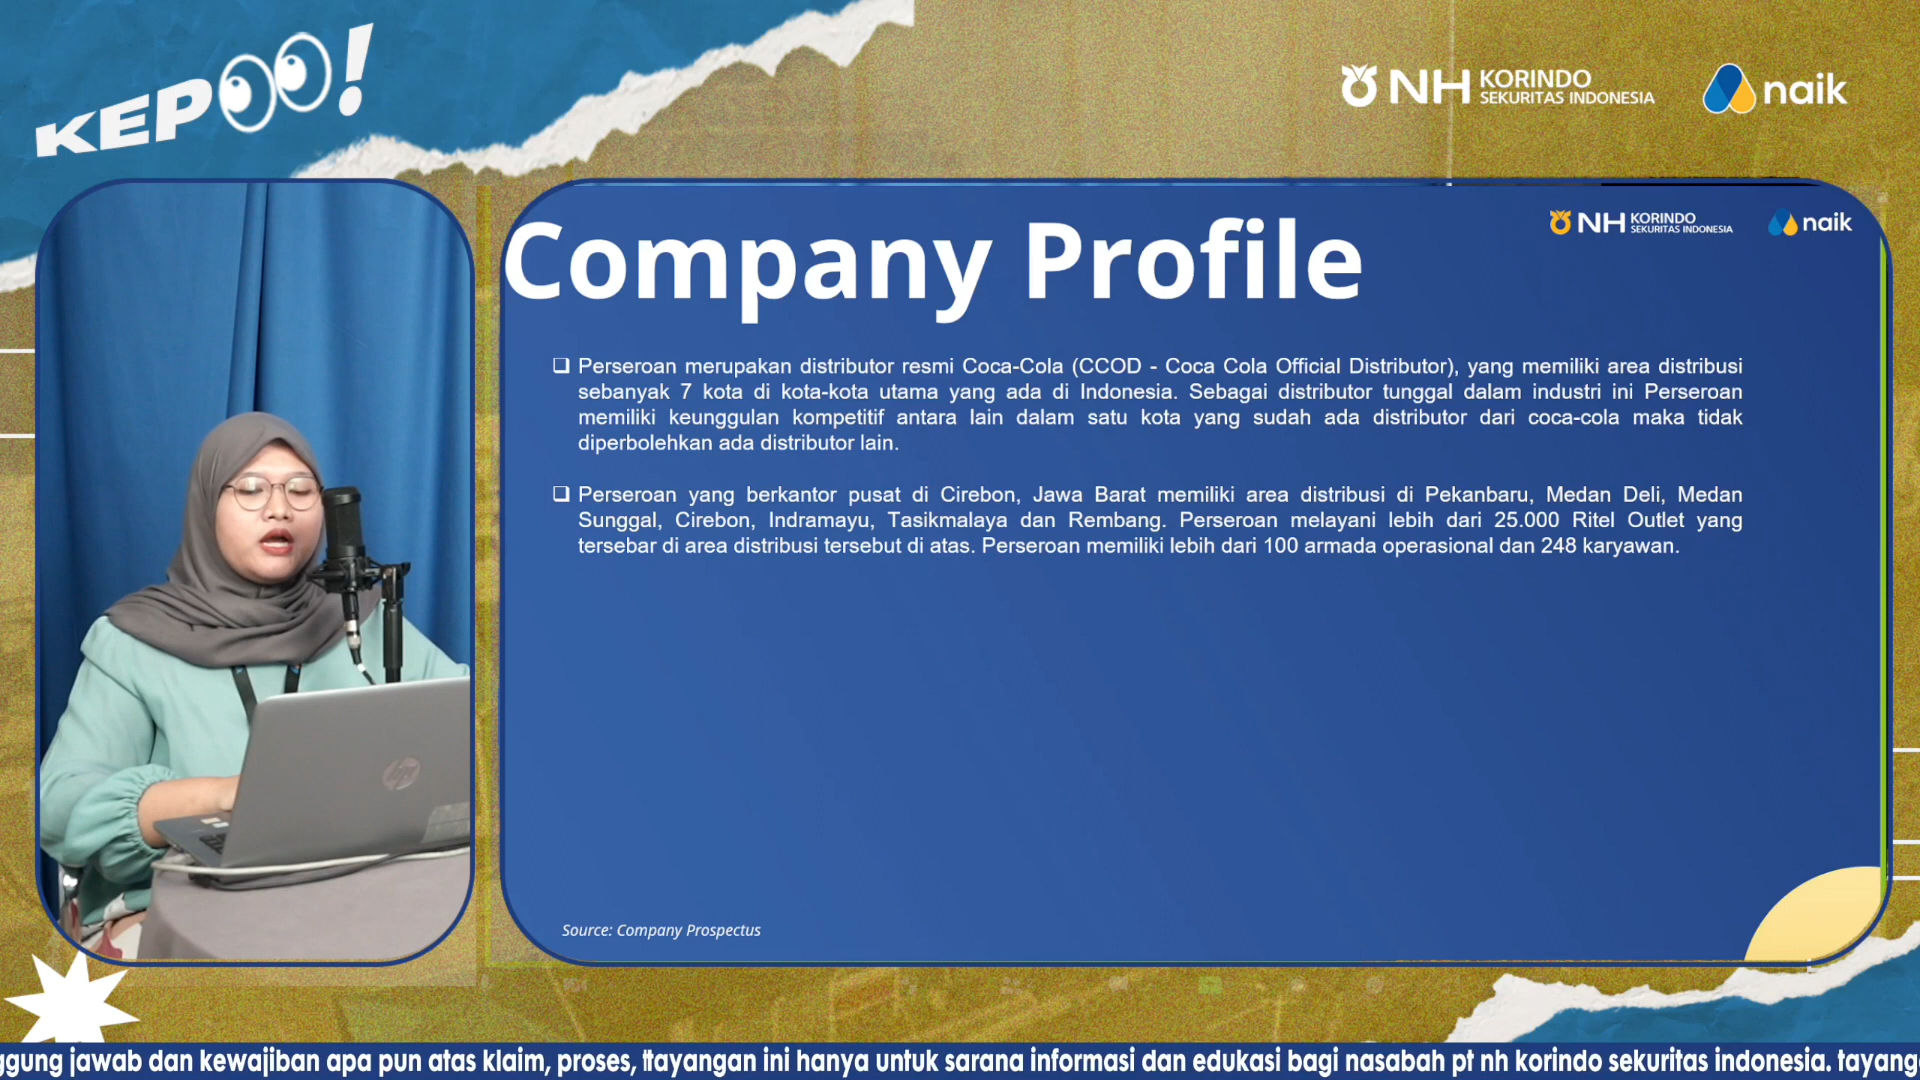 KEPOO!
NH KORINDO
SEKURITAS INDONESIA
naik
NH KORINDO
SEKURITAS INDONESIA
naik
Company Profile
❑ Perseroan merupakan distributor resmi Coca-Cola (CCOD - Coca Cola Official Distributor), yang memiliki area distribusi
sebanyak 7 kota di kota-kota utama yang ada di Indonesia. Sebagai distributor tunggal dalam industri ini Perseroan
memiliki keunggulan kompetitif antara lain dalam satu kota yang sudah ada distributor dari coca-cola maka tidak
diperbolehkan ada distributor lain.
❑ Perseroan yang berkantor pusat di Cirebon, Jawa Barat memiliki area distribusi di Pekanbaru, Medan Deli, Medan
Sunggal, Cirebon, Indramayu, Tasikmalaya dan Rembang. Perseroan melayani lebih dari 25.000 Ritel Outlet yang
tersebar di area distribusi tersebut di atas. Perseroan memiliki lebih dari 100 armada operasional dan 248 karyawan.
Source: Company Prospectus
hp
ggung jawab dan kewajiban apa pun atas klaim, proses, tayangan ini hanya untuk sarana informasi dan edukasi bagi nasabah pt nh korindo sekuritas indonesia. tayang